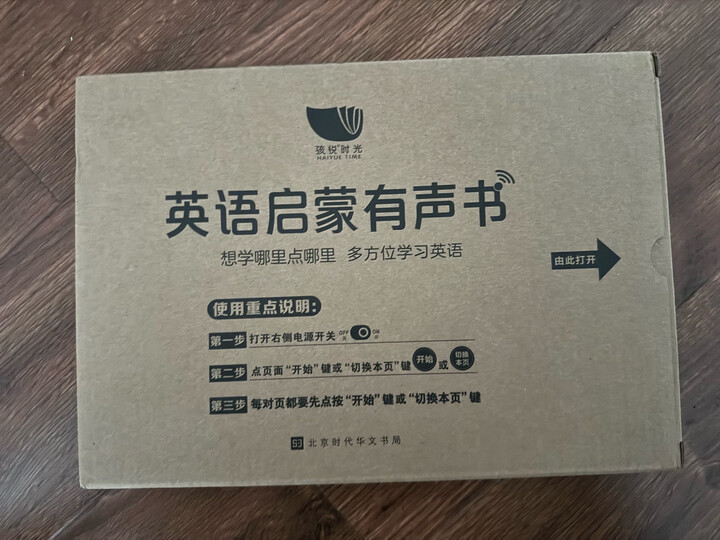 孩悦®时光
HAIYUE TIME
英语启蒙有声书
想学哪里点哪里 多方位学习英语
由此打开
使用重点说明：
第一步 打开右侧电源开关 OFF 关 ON 开
第二步 点页面“开始”键或“切换本页”键 开始 或 切换本页
第三步 每对页都要先点按“开始”键或“切换本页”键
北京时代华文书局